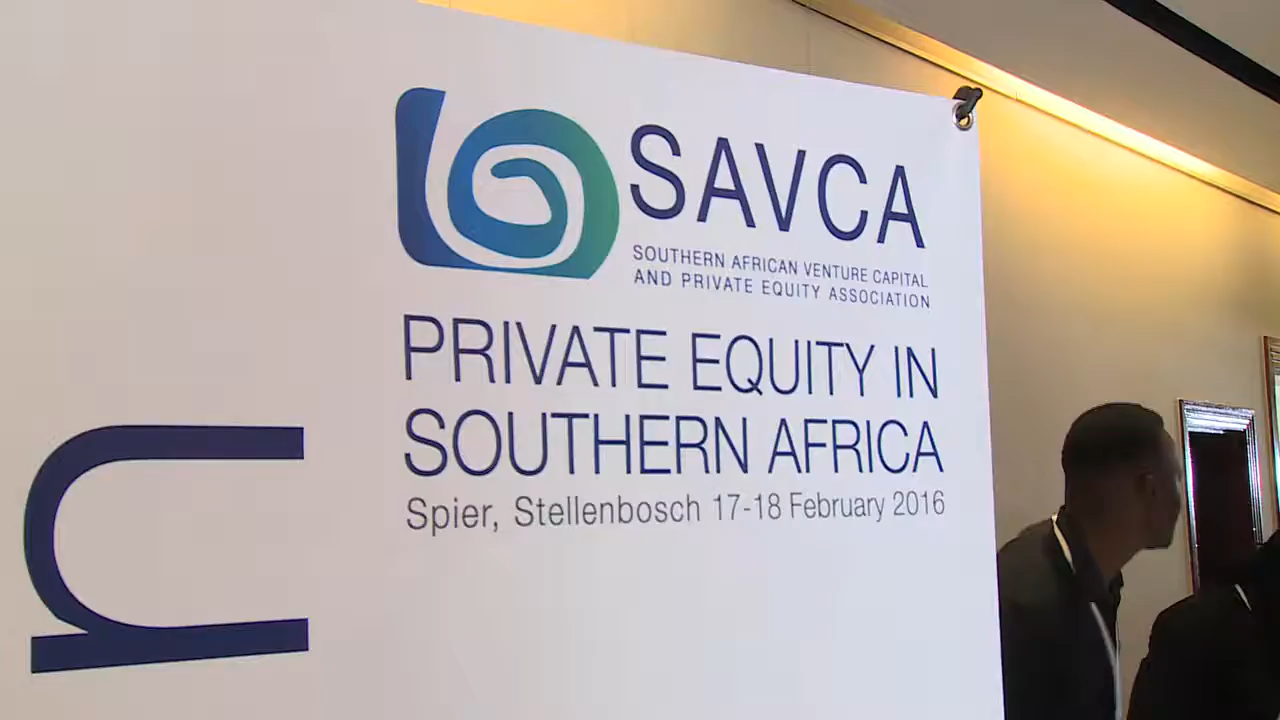 SAVCA
SOUTHERN AFRICAN VENTURE CAPITAL
AND PRIVATE EQUITY ASSOCIATION
PRIVATE EQUITY IN
SOUTHERN AFRICA
Spier, Stellenbosch 17-18 February 2016